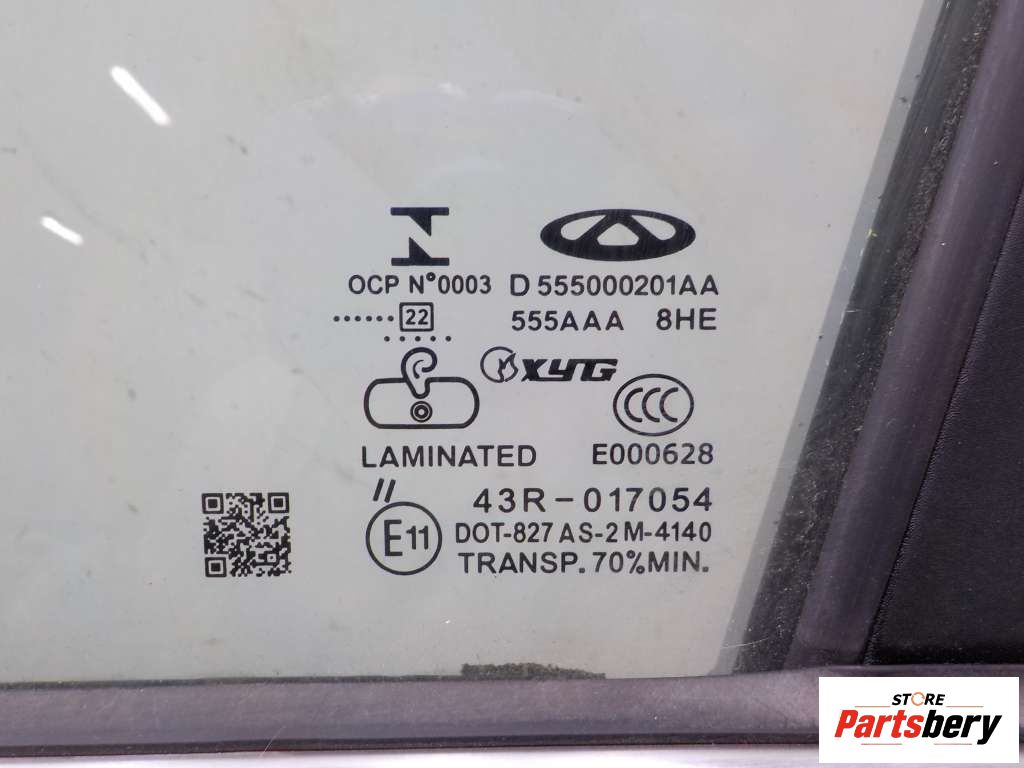 OCP N°0003 D 555000201AA
······22 555AAA 8HE
·····
XYG
CCC
LAMINATED E000628
// 43R-017054
E11 DOT-827 AS-2 M-4140
TRANSP. 70%MIN.
STORE
Partsbery